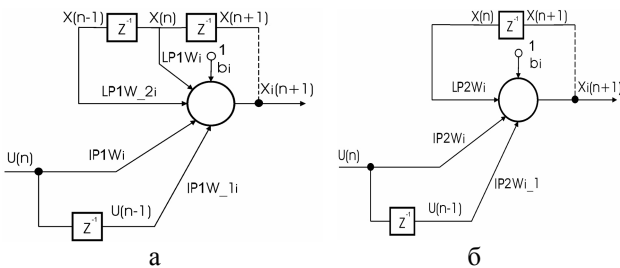 X(n-1) X(n) X(n+1)
Z⁻¹ Z⁻¹
1
LP1Wi bi
LP1W_2i Xi(n+1)
U(n) IP1Wi
IP1W_1i
Z⁻¹ U(n-1)
а
X(n) X(n+1)
Z⁻¹
1
bi
LP2Wi Xi(n+1)
U(n) IP2Wi
IP2Wi_1
Z⁻¹ U(n-1)
б